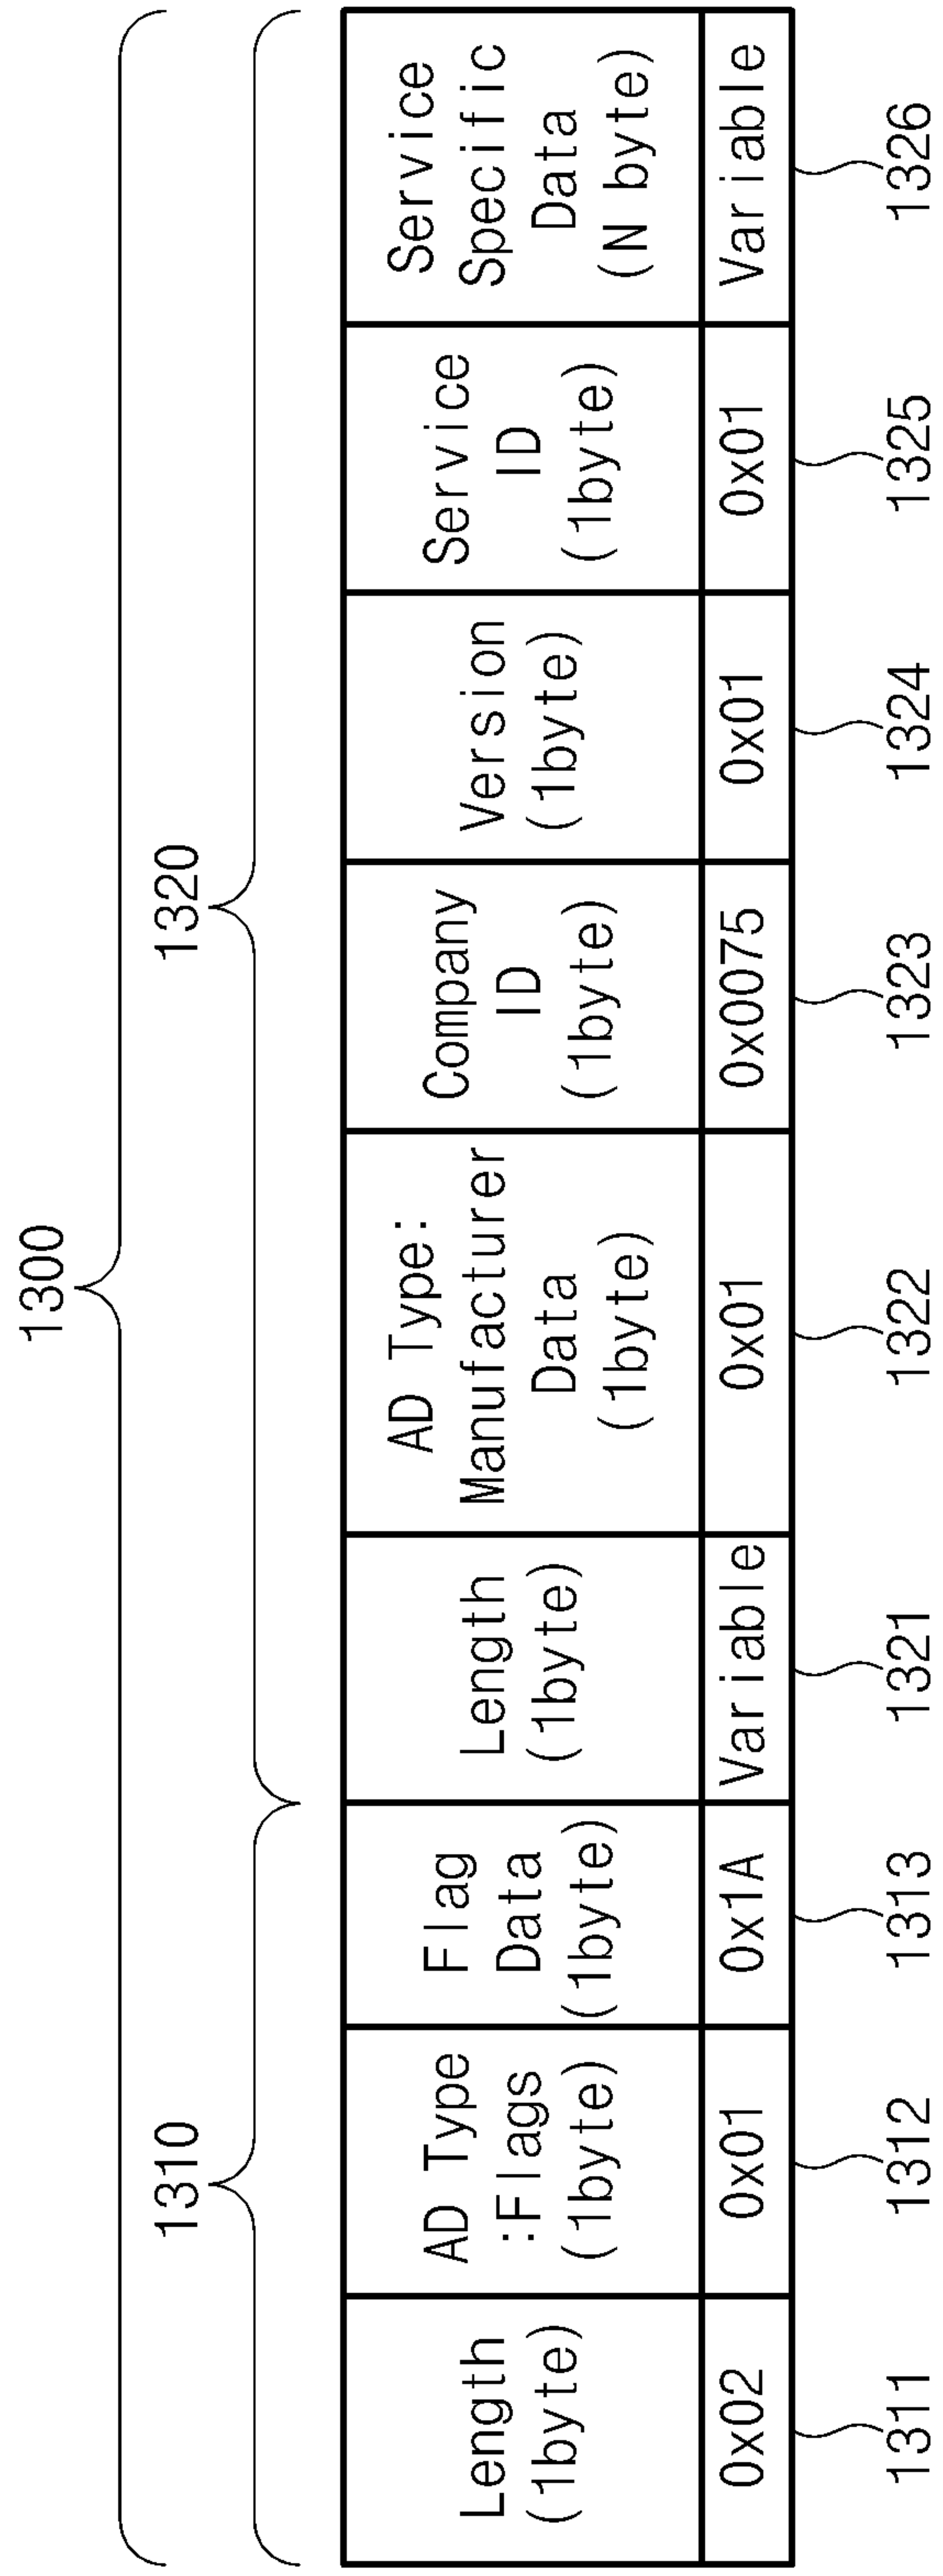 1300
1310
1320
Length
(1byte)
AD Type
:Flags
(1byte)
Flag
Data
(1byte)
Length
(1byte)
AD Type:
Manufacturer
Data
(1byte)
Company
ID
(1byte)
Version
(1byte)
Service
ID
(1byte)
Service
Specific
Data
(N byte)
0x02
0x01
0x1A
Variable
0x01
0x0075
0x01
0x01
Variable
1311
1312
1313
1321
1322
1323
1324
1325
1326